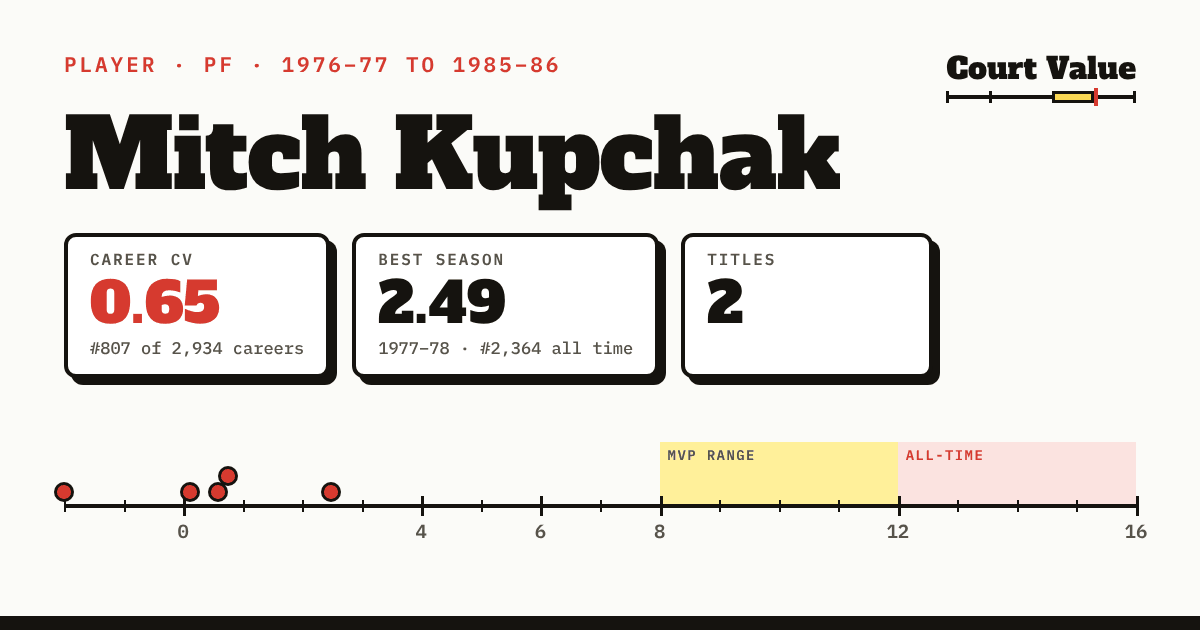 PLAYER · PF · 1976–77 TO 1985–86
Court Value
Mitch Kupchak
CAREER CV
0.65
#807 of 2,934 careers
BEST SEASON
2.49
1977–78 · #2,364 all time
TITLES
2
MVP RANGE
ALL-TIME
0 4 6 8 12 16